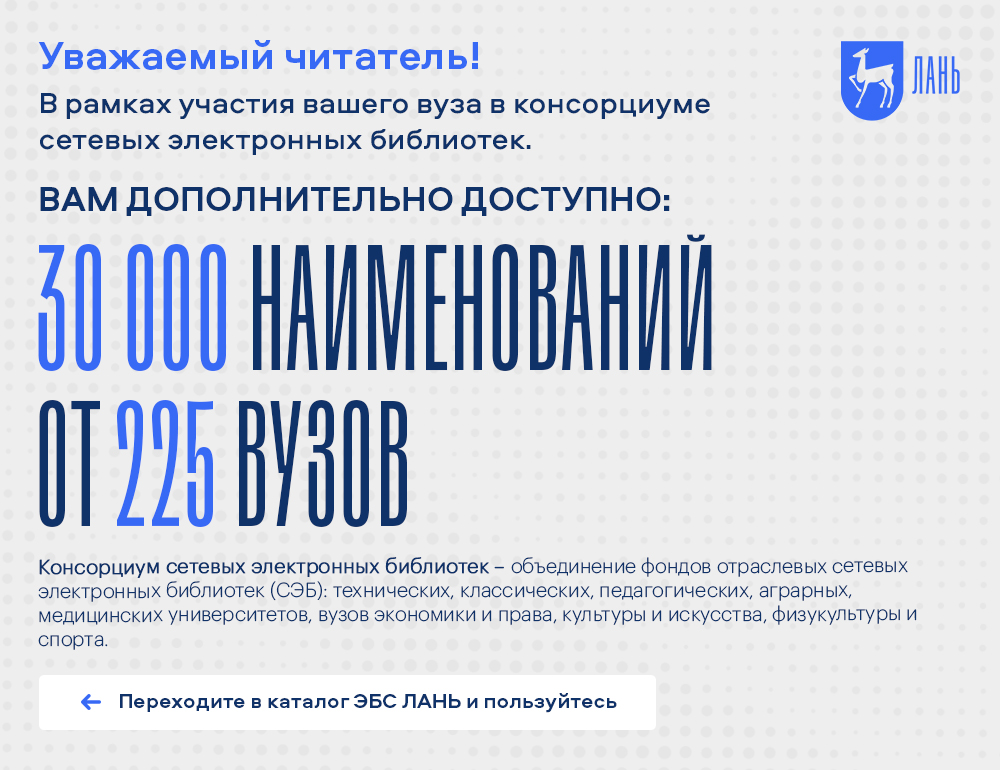 Уважаемый читатель!
ЛАНЬ
В рамках участия вашего вуза в консорциуме
сетевых электронных библиотек.
ВАМ ДОПОЛНИТЕЛЬНО ДОСТУПНО:
30 000 НАИМЕНОВАНИЙ
ОТ 225 ВУЗОВ
Консорциум сетевых электронных библиотек – объединение фондов отраслевых сетевых
электронных библиотек (СЭБ): технических, классических, педагогических, аграрных,
медицинских университетов, вузов экономики и права, культуры и искусства, физукультуры и
спорта.
← Переходите в каталог ЭБС ЛАНЬ и пользуйтесь